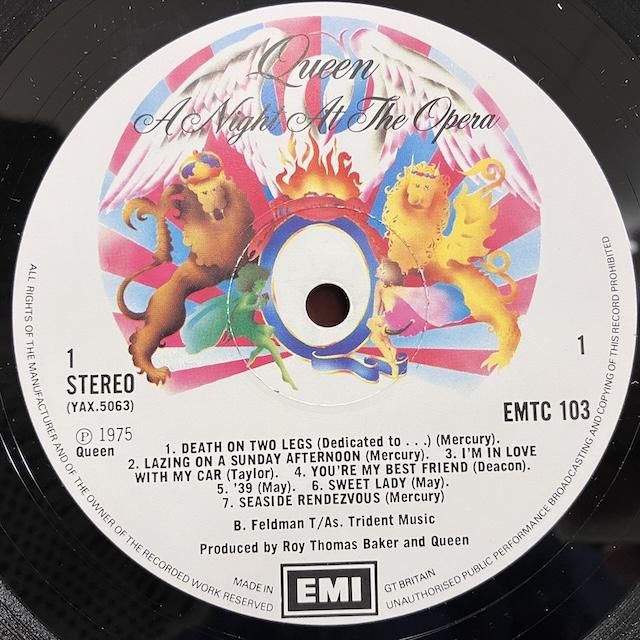 Queen
A Night At The Opera
1
STEREO
(YAX.5063)
1
EMTC 103
Ⓟ 1975
Queen
1. DEATH ON TWO LEGS (Dedicated to . . .) (Mercury).
2. LAZING ON A SUNDAY AFTERNOON (Mercury). 3. I'M IN LOVE
WITH MY CAR (Taylor). 4. YOU'RE MY BEST FRIEND (Deacon).
5. '39 (May). 6. SWEET LADY (May).
7. SEASIDE RENDEZVOUS (Mercury)
B. Feldman T/As. Trident Music
Produced by Roy Thomas Baker and Queen
MADE IN
EMI
GT BRITAIN
ALL RIGHTS OF THE MANUFACTURER AND OF THE OWNER OF THE RECORDED WORK RESERVED
UNAUTHORISED PUBLIC PERFORMANCE BROADCASTING AND COPYING OF THIS RECORD PROHIBITED